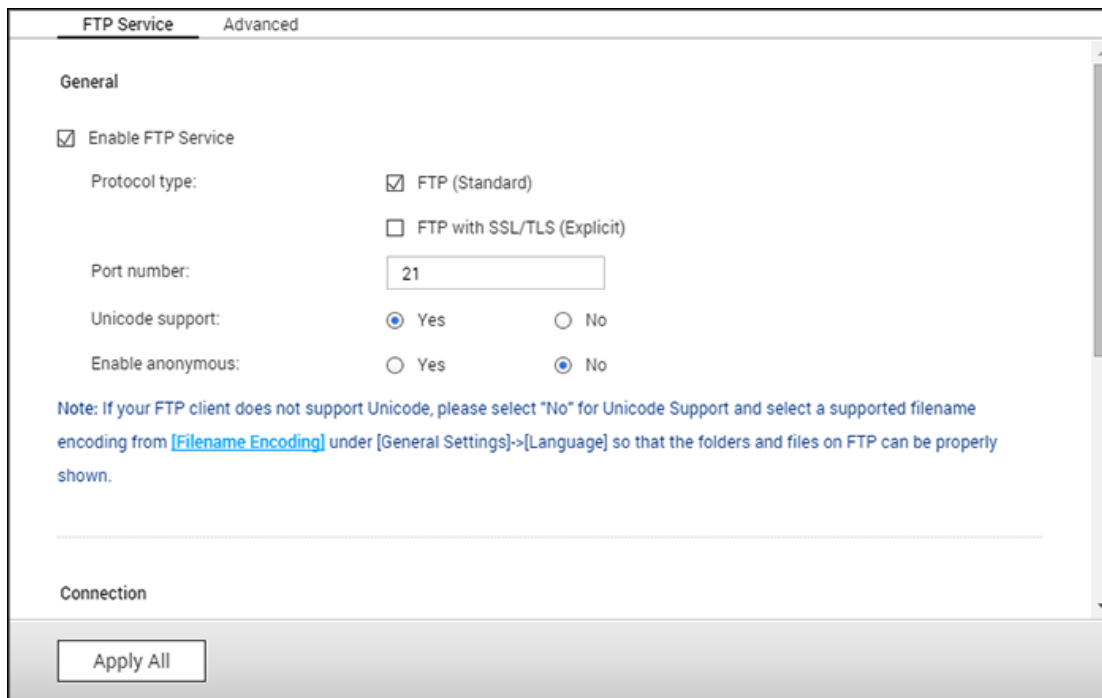 FTP Service Advanced
General
Enable FTP Service
Protocol type: FTP (Standard)
FTP with SSL/TLS (Explicit)
Port number: 21
Unicode support: Yes No
Enable anonymous: Yes No
Note: If your FTP client does not support Unicode, please select "No" for Unicode Support and select a supported filename
encoding from [Filename Encoding] under [General Settings]->[Language] so that the folders and files on FTP can be properly
shown.
Connection
Apply All